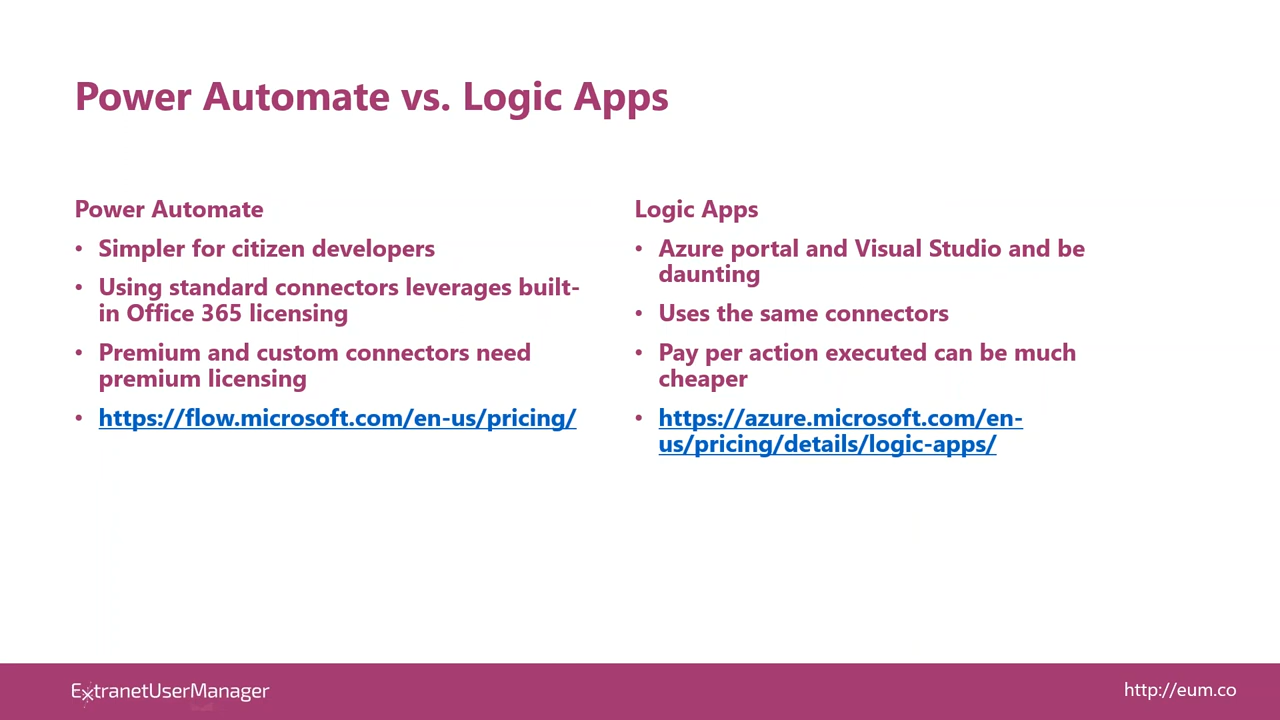 Power Automate vs. Logic Apps
Power Automate
• Simpler for citizen developers
• Using standard connectors leverages built-
in Office 365 licensing
• Premium and custom connectors need
premium licensing
• https://flow.microsoft.com/en-us/pricing/
Logic Apps
• Azure portal and Visual Studio and be
daunting
• Uses the same connectors
• Pay per action executed can be much
cheaper
• https://azure.microsoft.com/en-
us/pricing/details/logic-apps/
ExtranetUserManager
http://eum.co